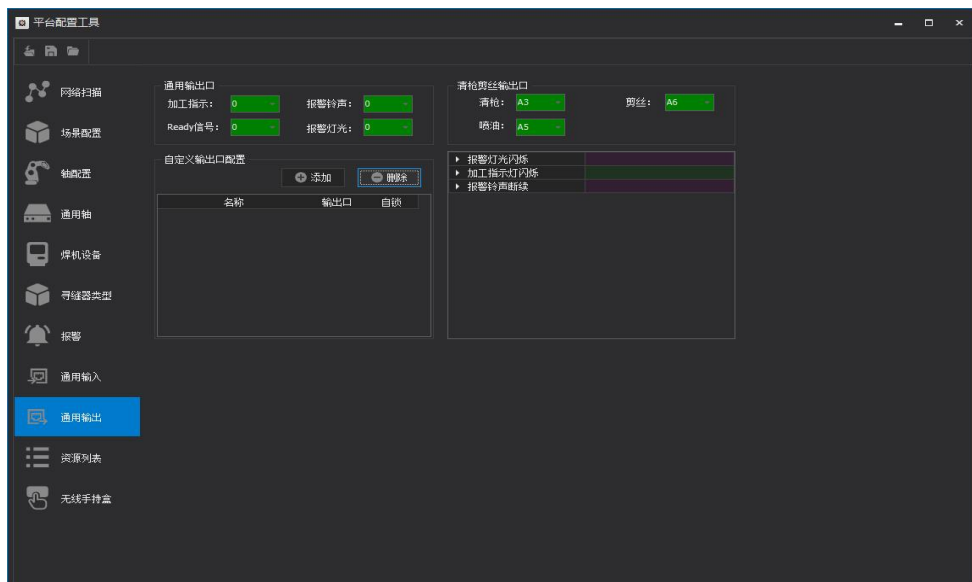 平台配置工具
网络扫描
场景配置
轴配置
通用轴
焊机设备
寻缝器类型
报警
通用输入
通用输出
资源列表
无线手持盒
通用输出口
加工指示: 0 报警铃声: 0
Ready信号: 0 报警灯光: 0
自定义输出口配置
添加 删除
名称 输出口 自锁
清枪剪丝输出口
清枪: A3 剪丝: A6
喷油: A5
报警灯光闪烁
加工指示灯闪烁
报警铃声断续